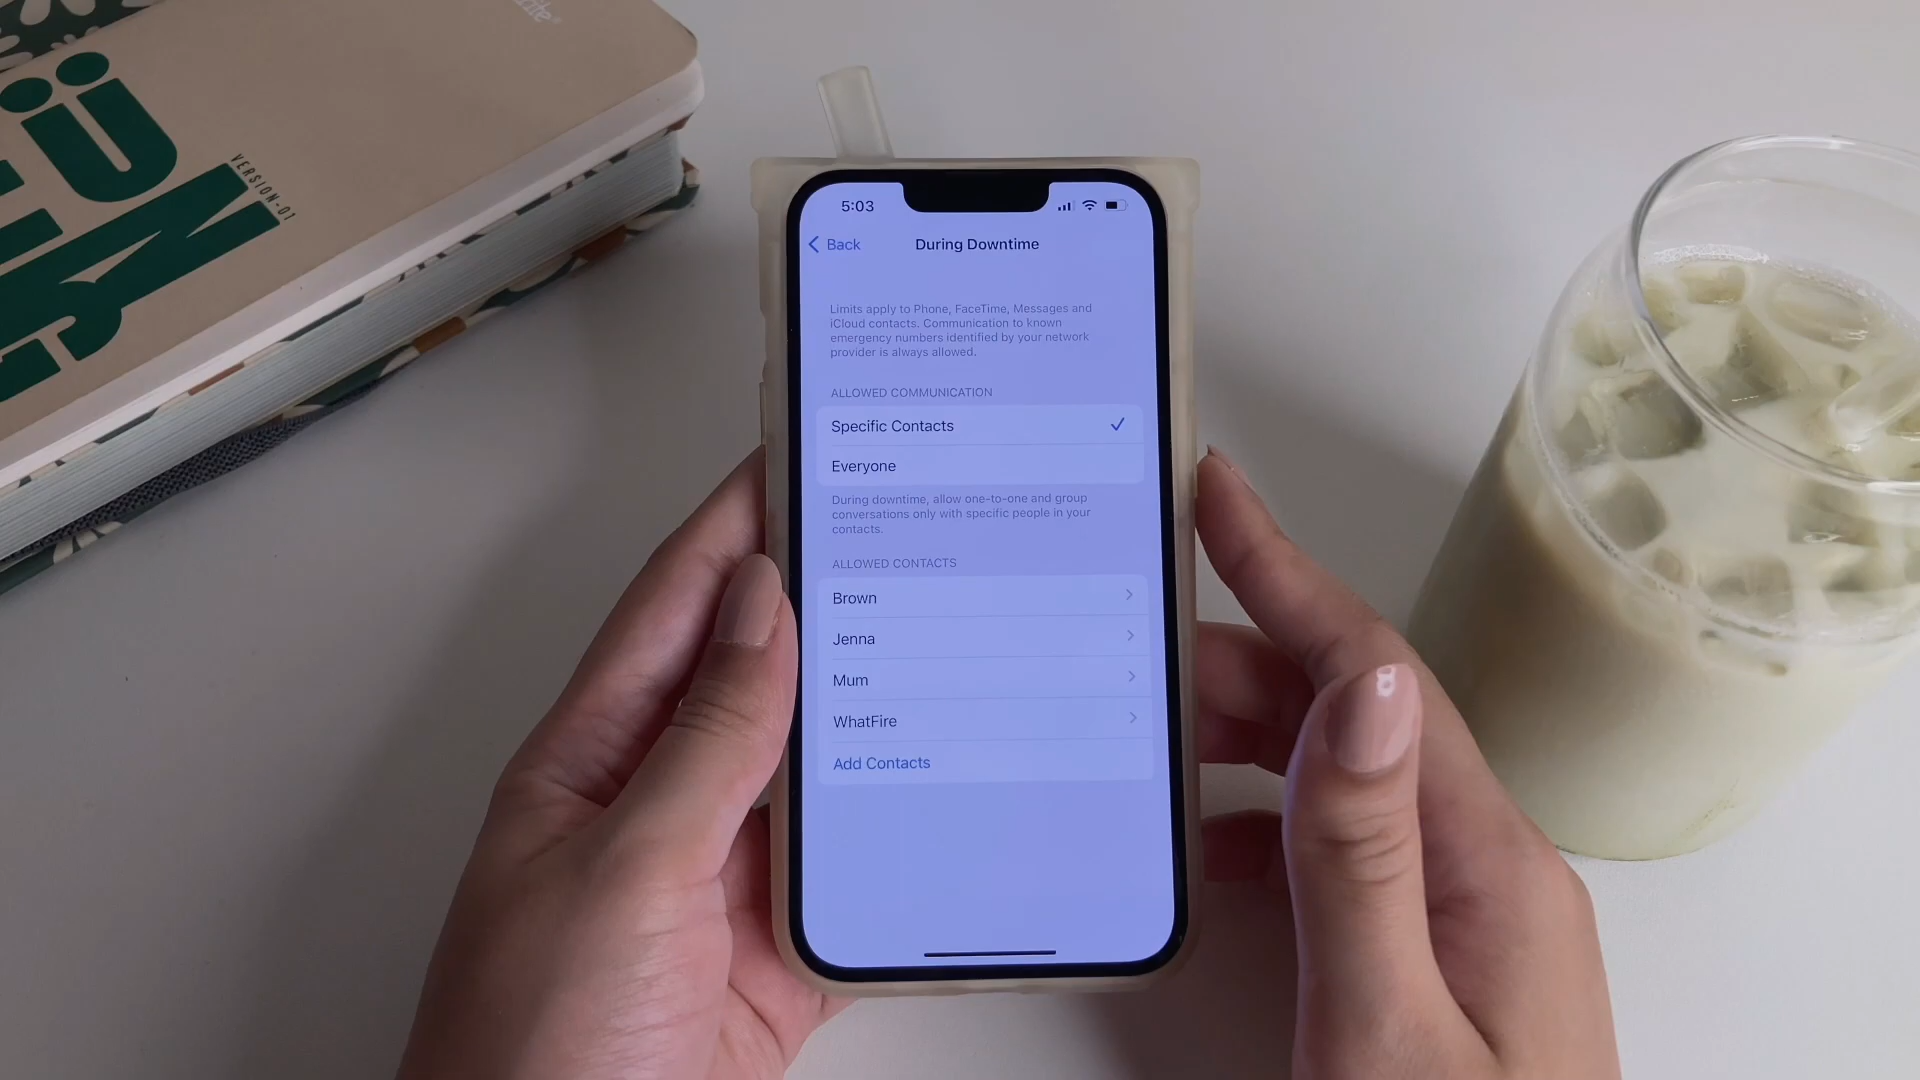 VERSION-01
5:03
Back
During Downtime
Limits apply to Phone, FaceTime, Messages and
iCloud contacts. Communication to known
emergency numbers identified by your network
provider is always allowed.
ALLOWED COMMUNICATION
Specific Contacts
Everyone
During downtime, allow one-to-one and group
conversations only with specific people in your
contacts.
ALLOWED CONTACTS
Brown
Jenna
Mum
WhatFire
Add Contacts